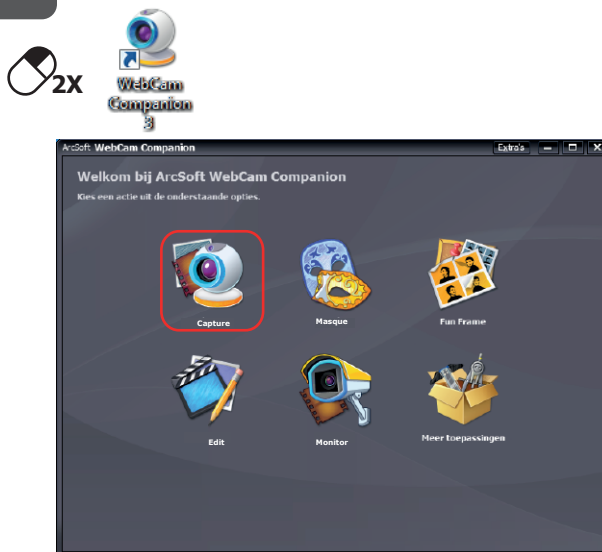 2X
WebCam
Companion
3
ArcSoft WebCam Companion
Extra's
Welkom bij ArcSoft WebCam Companion
Kies een actie uit de onderstaande opties.
Capture
Masque
Fun Frame
Edit
Monitor
Meer toepassingen